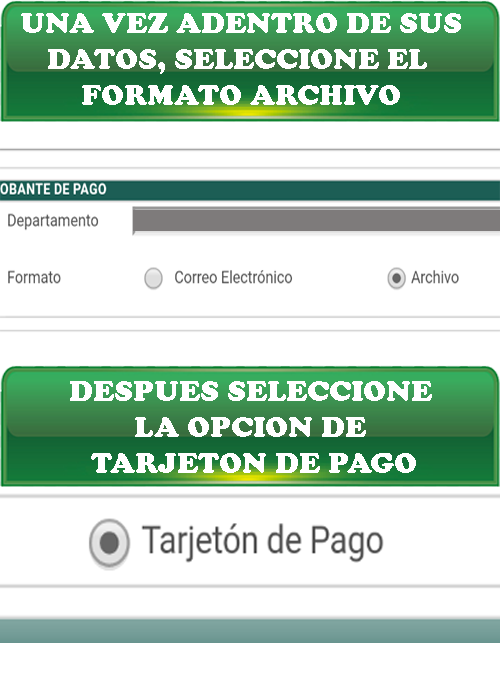 UNA VEZ ADENTRO DE SUS
DATOS, SELECCIONE EL
FORMATO ARCHIVO
OBANTE DE PAGO
Departamento
Formato Correo Electrónico Archivo
DESPUES SELECCIONE
LA OPCION DE
TARJETON DE PAGO
Tarjetón de Pago